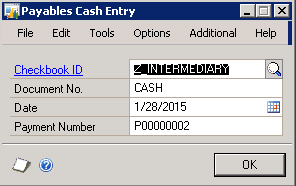 Payables Cash Entry
File Edit Tools Options Additional Help
Checkbook ID Z_INTERMEDIARY
Document No. CASH
Date 1/28/2015
Payment Number P00000002
OK